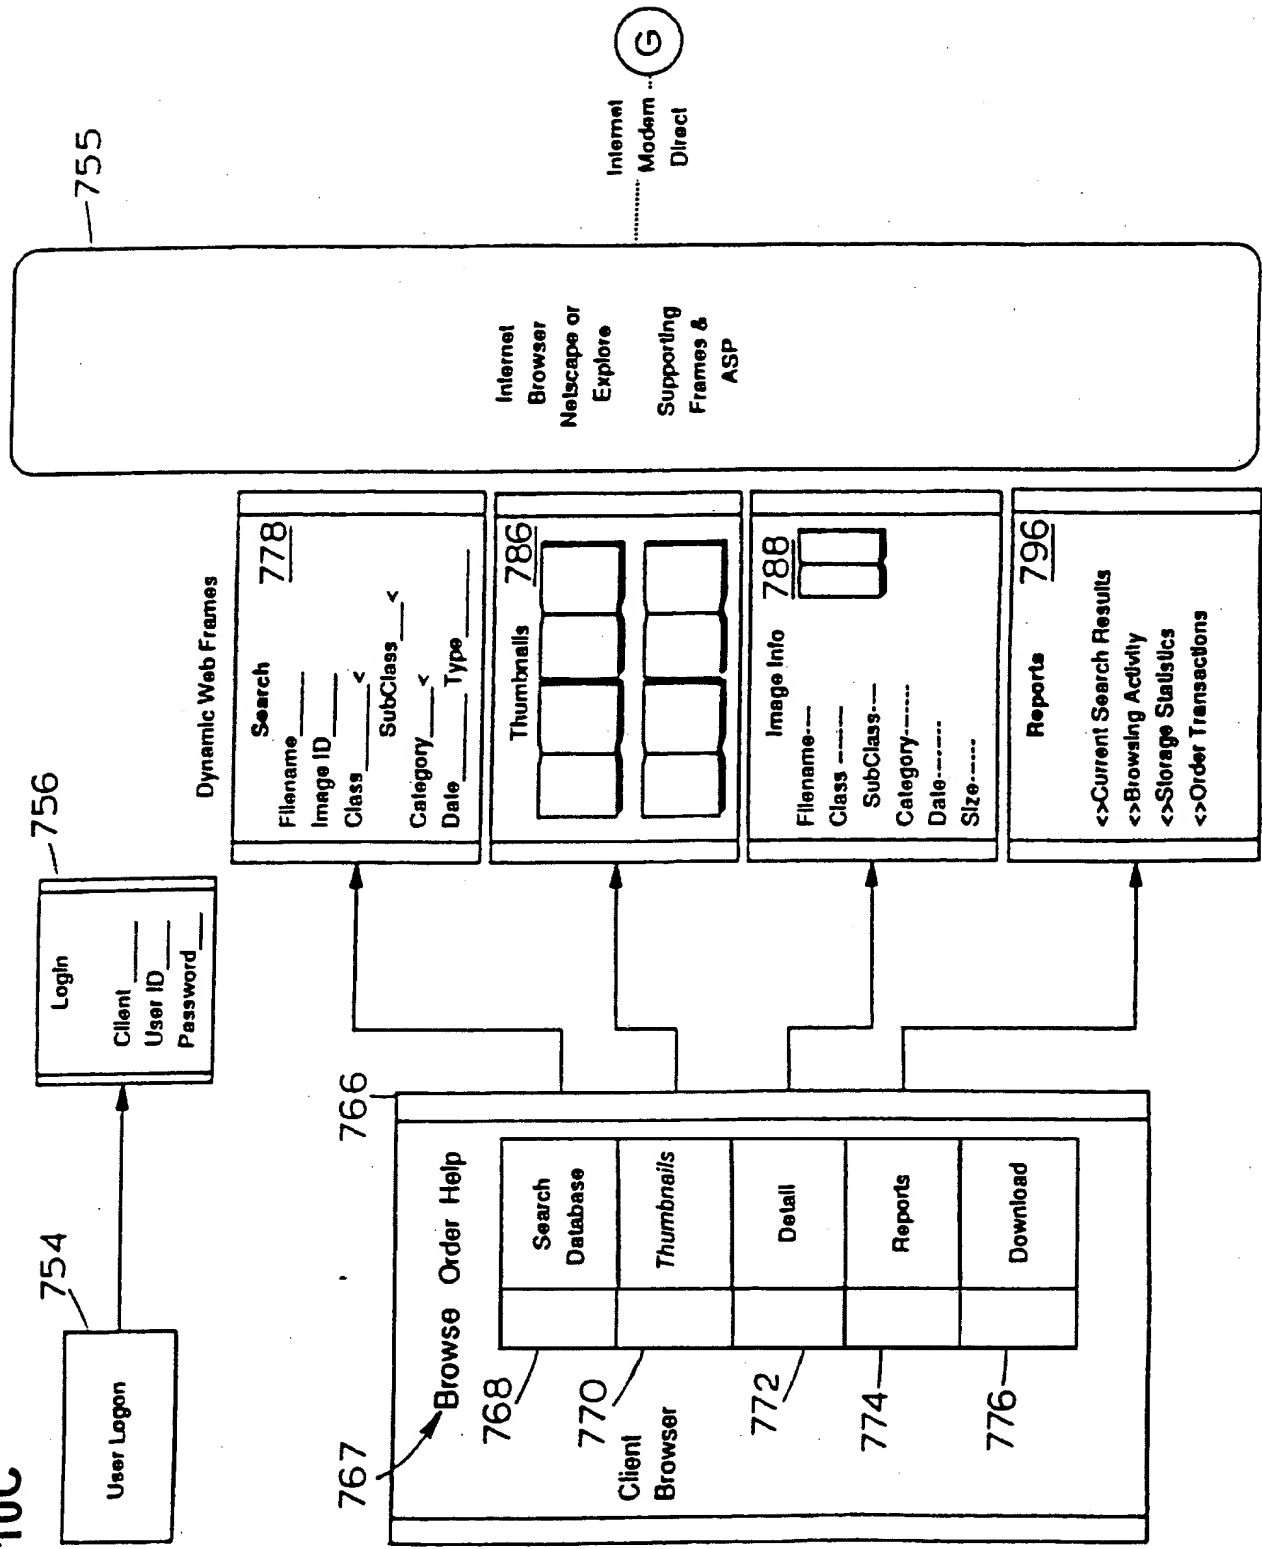 10C
User Logon
754
Login
Client
User ID
Password
756
755
Dynamic Web Frames
767
766
Browse Order Help
Client
Browser
768
Search
Database
770
Thumbnails
772
Detail
774
Reports
776
Download
Search
778
Filename
Image ID
Class <
SubClass <
Category <
Date Type
Thumbnails
786
Image Info
788
Filename----
Class ------
SubClass----
Category------
Date-------
Size------
Reports
796
<>Current Search Results
<>Browsing Activity
<>Storage Statistics
<>Order Transactions
Internet
Browser
Netscape or
Explore
Supporting
Frames &
ASP
Internet
Modem
Direct
G